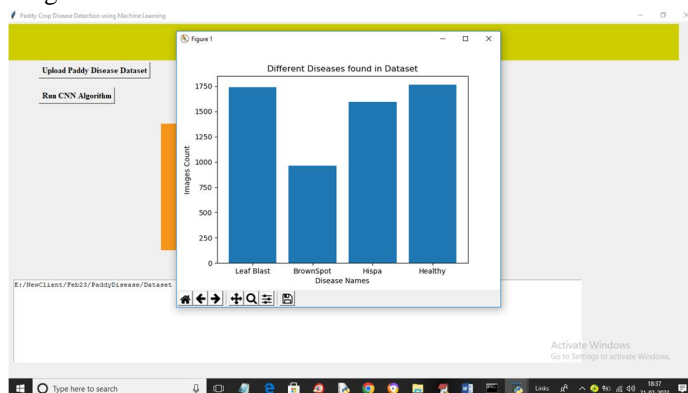 Paddy Crop Disease Detection using Machine Learning
Figure 1
Upload Paddy Disease Dataset
Run CNN Algorithm
Different Diseases found in Dataset
1750
1500
1250
1000
750
500
250
0
Images Count
Leaf Blast BrownSpot Hispa Healthy
Disease Names
E:/NewClient/Feb23/PaddyDisease/Dataset
Activate Windows
Go to Settings to activate Windows.
Type here to search
Links
18:37
21-02-2023